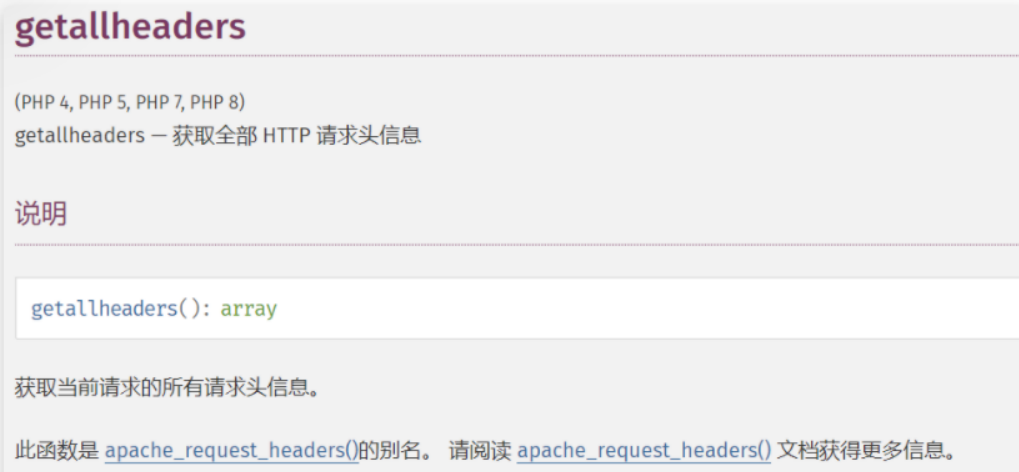 getallheaders
(PHP 4, PHP 5, PHP 7, PHP 8)
getallheaders — 获取全部 HTTP 请求头信息
说明
getallheaders(): array
获取当前请求的所有请求头信息。
此函数是 apache_request_headers()的别名。 请阅读 apache_request_headers() 文档获得更多信息。